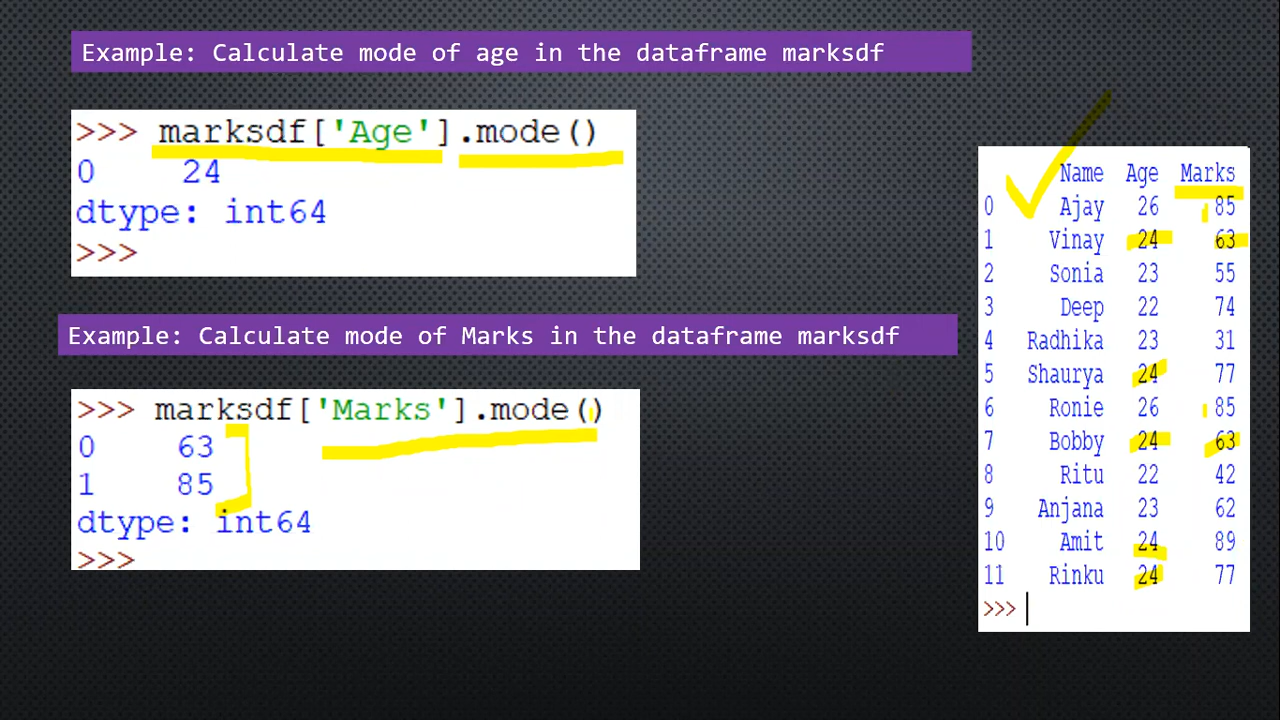 Example: Calculate mode of age in the dataframe marksdf
>>> marksdf['Age'].mode()
0 24
dtype: int64
>>>
Example: Calculate mode of Marks in the dataframe marksdf
>>> marksdf['Marks'].mode()
0 63
1 85
dtype: int64
>>>
Name Age Marks
0 Ajay 26 85
1 Vinay 24 63
2 Sonia 23 55
3 Deep 22 74
4 Radhika 23 31
5 Shaurya 24 77
6 Ronie 26 85
7 Bobby 24 63
8 Ritu 22 42
9 Anjana 23 62
10 Amit 24 89
11 Rinku 24 77
>>>